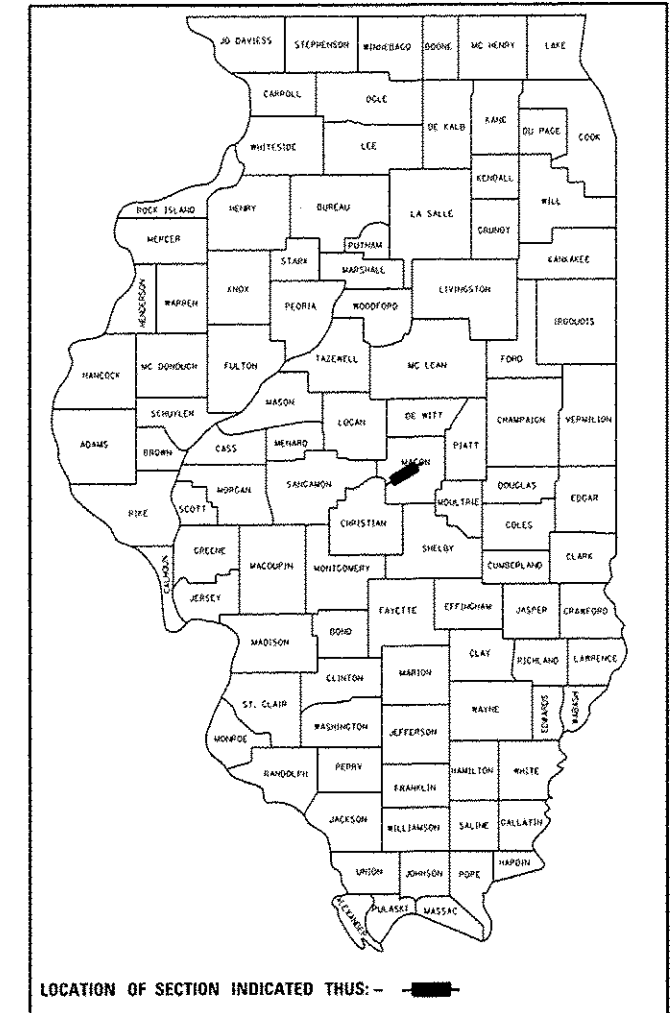 JO DAVIESS STEPHENSON WINNEBAGO BOONE MC HENRY LAKE
CARROLL OGLE DE KALB KANE DU PAGE COOK
WHITESIDE LEE
KENDALL WILL
ROCK ISLAND HENRY BUREAU LA SALLE GRUNDY
MERCER PUTNAM KANKAKEE
STARK MARSHALL
HENDERSON WARREN KNOX PEORIA WOODFORD LIVINGSTON IROQUOIS
HANCOCK MC DONOUGH FULTON TAZEWELL MC LEAN FORD
MASON
SCHUYLER LOGAN DE WITT CHAMPAIGN VERMILION
ADAMS BROWN CASS MENARD PIATT
MACON
MORGAN SANGAMON DOUGLAS EDGAR
PIKE SCOTT CHRISTIAN MOULTRIE COLES
CALHOUN GREENE MACOUPIN MONTGOMERY SHELBY CUMBERLAND CLARK
JERSEY FAYETTE EFFINGHAM JASPER CRAWFORD
MADISON BOND
CLAY RICHLAND LAWRENCE
CLINTON MARION
ST. CLAIR WAYNE EDWARDS WABASH
MONROE WASHINGTON JEFFERSON
RANDOLPH PERRY HAMILTON WHITE
FRANKLIN
JACKSON WILLIAMSON SALINE GALLATIN
UNION JOHNSON POPE HARDIN
ALEXANDER PULASKI MASSAC
LOCATION OF SECTION INDICATED THUS: -